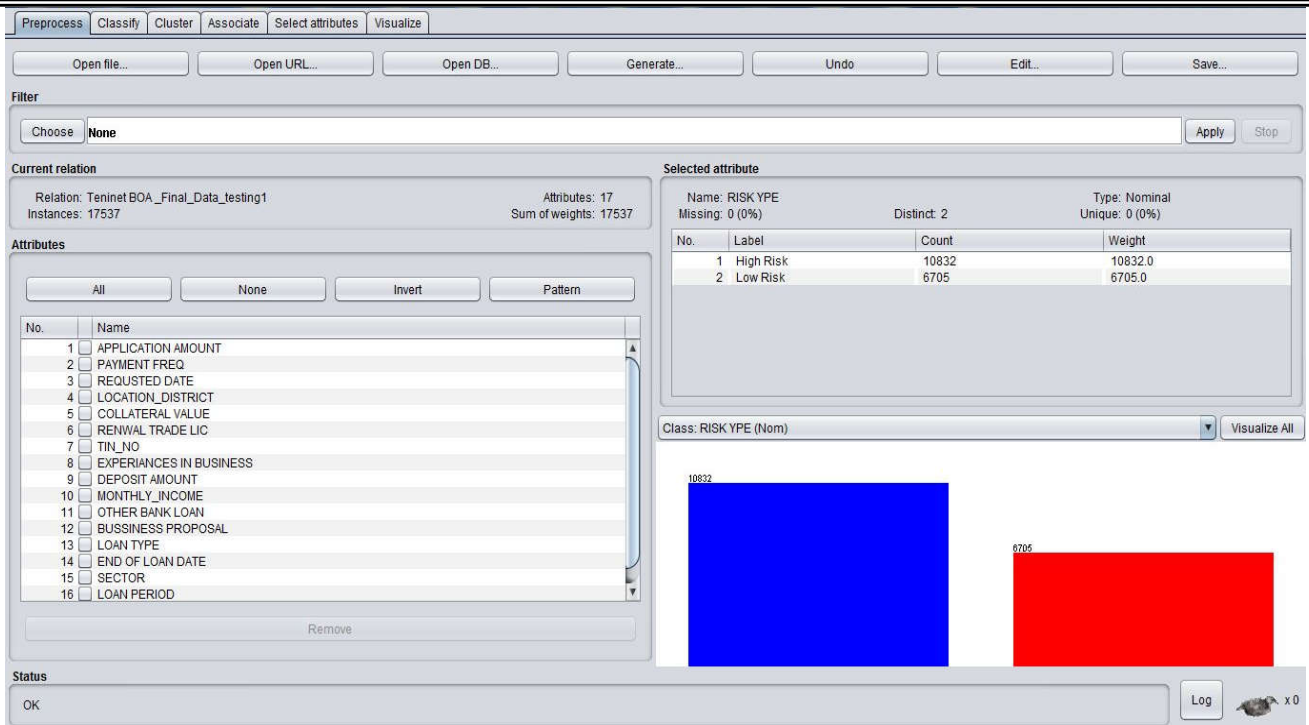 Preprocess Classify Cluster Associate Select attributes Visualize
Open file... Open URL... Open DB... Generate... Undo Edit... Save...
Filter
Choose None Apply Stop
Current relation
Relation: Teninet BOA _Final_Data_testing1 Attributes: 17
Instances: 17537 Sum of weights: 17537
Attributes
All None Invert Pattern
No. Name
1 APPLICATION AMOUNT
2 PAYMENT FREQ
3 REQUSTED DATE
4 LOCATION_DISTRICT
5 COLLATERAL VALUE
6 RENWAL TRADE LIC
7 TIN_NO
8 EXPERIANCES IN BUSINESS
9 DEPOSIT AMOUNT
10 MONTHLY_INCOME
11 OTHER BANK LOAN
12 BUSSINESS PROPOSAL
13 LOAN TYPE
14 END OF LOAN DATE
15 SECTOR
16 LOAN PERIOD
Remove
Selected attribute
Name: RISK YPE Type: Nominal
Missing: 0 (0%) Distinct: 2 Unique: 0 (0%)
No. Label Count Weight
1 High Risk 10832 10832.0
2 Low Risk 6705 6705.0
Class: RISK YPE (Nom) Visualize All
10832
6705
Status
OK Log x 0